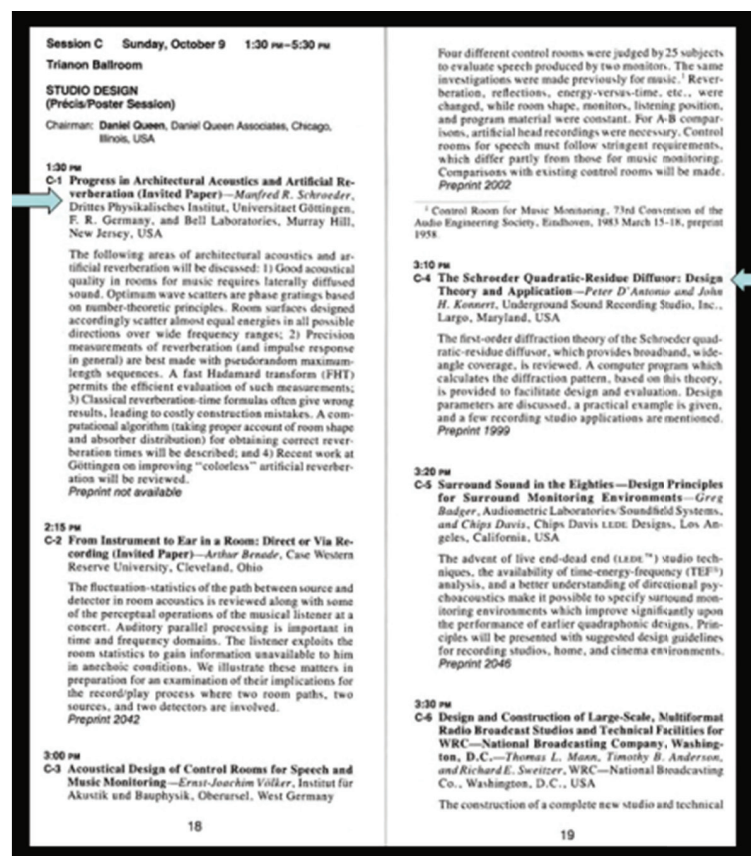 Session C Sunday, October 9 1:30 PM–5:30 PM
Trianon Ballroom
STUDIO DESIGN
(Précis/Poster Session)
Chairman: Daniel Queen, Daniel Queen Associates, Chicago,
Illinois, USA
1:30 PM
C-1 Progress in Architectural Acoustics and Artificial Re-
verberation (Invited Paper)—Manfred R. Schroeder,
Drittes Physikalisches Institut, Universitaet Göttingen,
F. R. Germany, and Bell Laboratories, Murray Hill,
New Jersey, USA
The following areas of architectural acoustics and ar-
tificial reverberation will be discussed: 1) Good acoustical
quality in rooms for music requires laterally diffused
sound. Optimum wave scatters are phase gratings based
on number-theoretic principles. Room surfaces designed
accordingly scatter almost equal energies in all possible
directions over wide frequency ranges; 2) Precision
measurements of reverberation (and impulse response
in general) are best made with pseudorandom maximum-
length sequences. A fast Hadamard transform (FHT)
permits the efficient evaluation of such measurements;
3) Classical reverberation-time formulas often give wrong
results, leading to costly construction mistakes. A com-
putational algorithm (taking proper account of room shape
and absorber distribution) for obtaining correct rever-
beration times will be described; and 4) Recent work at
Göttingen on improving "colorless" artificial reverber-
ation will be reviewed.
Preprint not available
2:15 PM
C-2 From Instrument to Ear in a Room: Direct or Via Re-
cording (Invited Paper)—Arthur Benade, Case Western
Reserve University, Cleveland, Ohio
The fluctuation-statistics of the path between source and
detector in room acoustics is reviewed along with some
of the perceptual operations of the musical listener at a
concert. Auditory parallel processing is important in
time and frequency domains. The listener exploits the
room statistics to gain information unavailable to him
in anechoic conditions. We illustrate these matters in
preparation for an examination of their implications for
the record/play process where two room paths, two
sources, and two detectors are involved.
Preprint 2042
3:00 PM
C-3 Acoustical Design of Control Rooms for Speech and
Music Monitoring—Ernst-Joachim Völker, Institut für
Akustik und Bauphysik, Oberursel, West Germany
18
Four different control rooms were judged by 25 subjects
to evaluate speech produced by two monitors. The same
investigations were made previously for music.¹ Rever-
beration, reflections, energy-versus-time, etc., were
changed, while room shape, monitors, listening position,
and program material were constant. For A-B compar-
isons, artificial head recordings were necessary. Control
rooms for speech must follow stringent requirements,
which differ partly from those for music monitoring.
Comparisons with existing control rooms will be made.
Preprint 2002
¹ Control Room for Music Monitoring, 73rd Convention of the
Audio Engineering Society, Eindhoven, 1983 March 15-18, preprint
1958.
3:10 PM
C-4 The Schroeder Quadratic-Residue Diffusor: Design
Theory and Application—Peter D'Antonio and John
H. Konnert, Underground Sound Recording Studio, Inc.,
Largo, Maryland, USA
The first-order diffraction theory of the Schroeder quad-
ratic-residue diffusor, which provides broadband, wide-
angle coverage, is reviewed. A computer program which
calculates the diffraction pattern, based on this theory,
is provided to facilitate design and evaluation. Design
parameters are discussed, a practical example is given,
and a few recording studio applications are mentioned.
Preprint 1999
3:20 PM
C-5 Surround Sound in the Eighties—Design Principles
for Surround Monitoring Environments—Greg
Badger, Audiometric Laboratories/Soundfield Systems,
and Chips Davis, Chips Davis LEDE Designs, Los An-
geles, California, USA
The advent of live end-dead end (LEDE™) studio tech-
niques, the availability of time-energy-frequency (TEF®)
analysis, and a better understanding of directional psy-
choacoustics make it possible to specify surround mon-
itoring environments which improve significantly upon
the performance of earlier quadraphonic designs. Prin-
ciples will be presented with suggested design guidelines
for recording studios, home, and cinema environments.
Preprint 2046
3:30 PM
C-6 Design and Construction of Large-Scale, Multiformat
Radio Broadcast Studios and Technical Facilities for
WRC—National Broadcasting Company, Washing-
ton, D.C.—Thomas L. Mann, Timothy B. Anderson,
and Richard E. Sweitzer, WRC—National Broadcasting
Co., Washington, D.C., USA
The construction of a complete new studio and technical
19